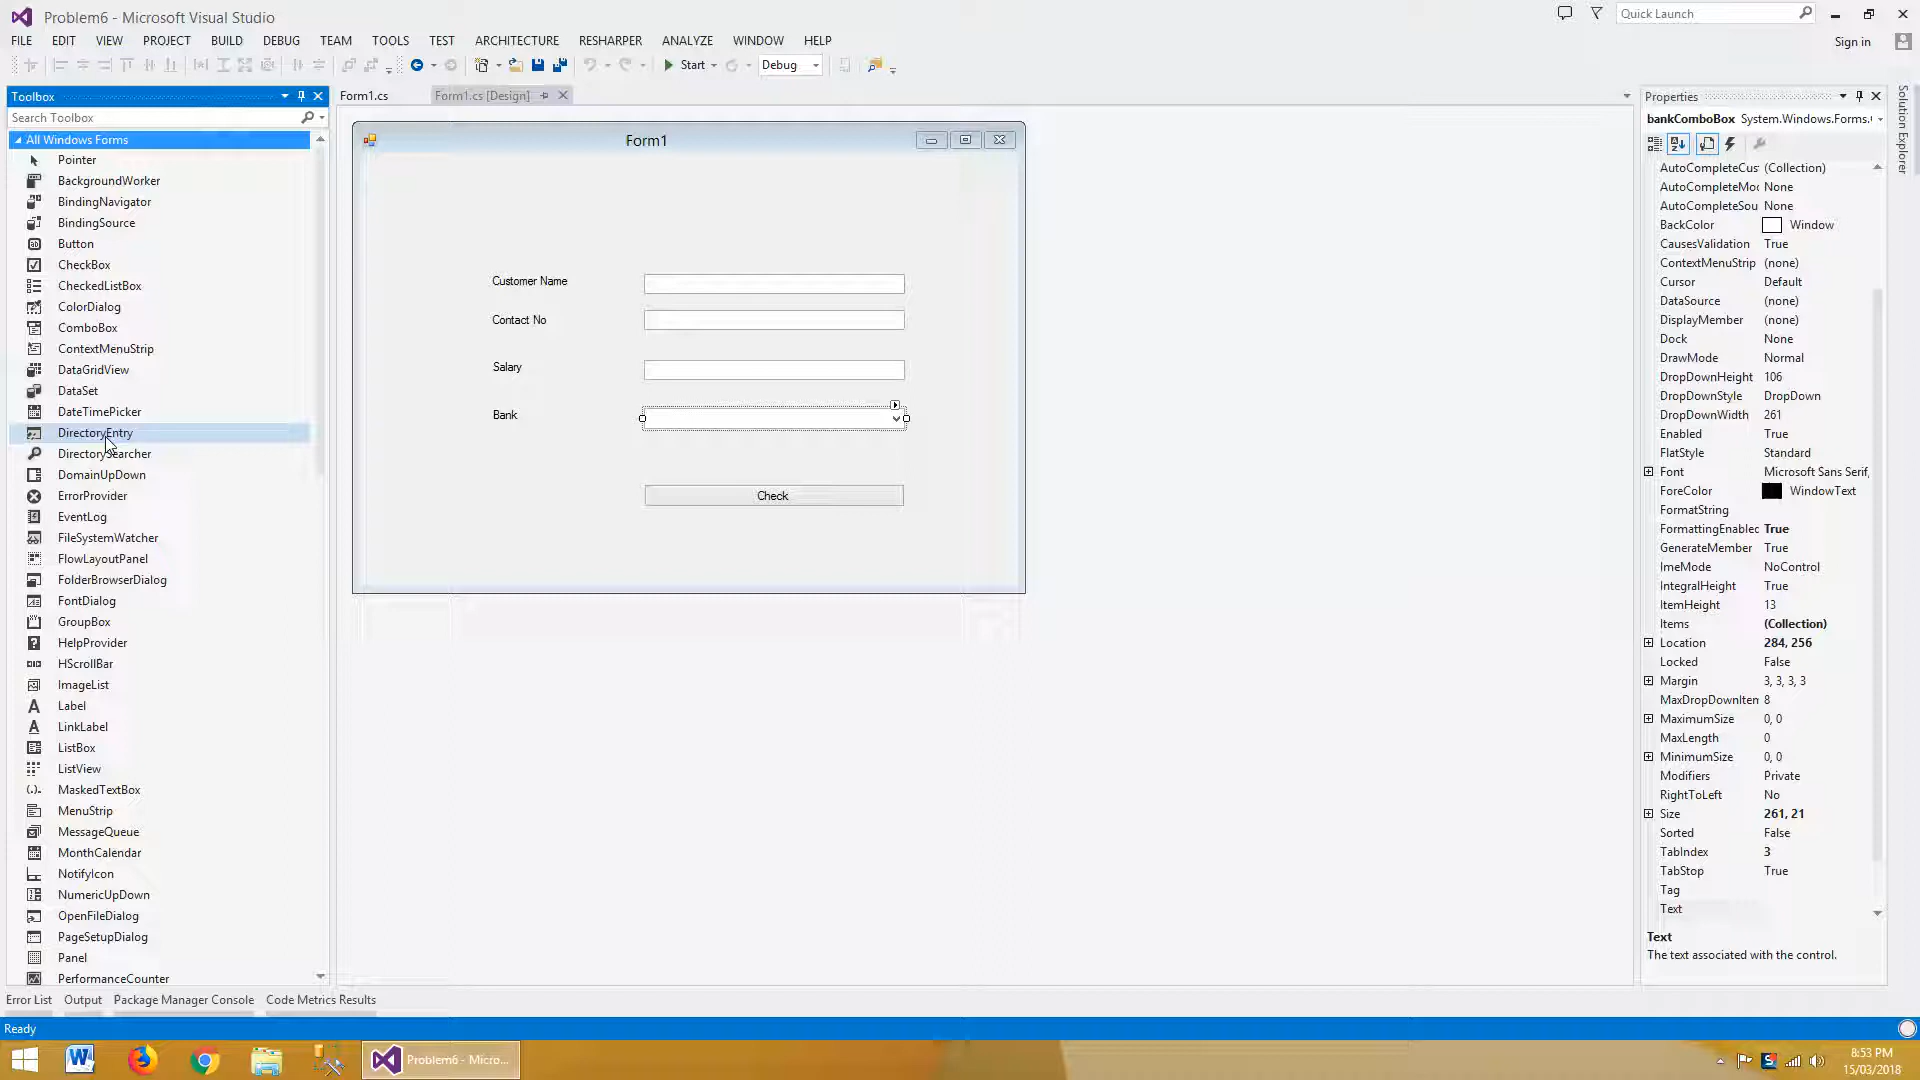 Problem6 - Microsoft Visual Studio
Quick Launch
FILE EDIT VIEW PROJECT BUILD DEBUG TEAM TOOLS TEST ARCHITECTURE RESHARPER ANALYZE WINDOW HELP
Sign in
Start Debug
Toolbox
Search Toolbox
All Windows Forms
Pointer
BackgroundWorker
BindingNavigator
BindingSource
Button
CheckBox
CheckedListBox
ColorDialog
ComboBox
ContextMenuStrip
DataGridView
DataSet
DateTimePicker
DirectoryEntry
DirectorySearcher
DomainUpDown
ErrorProvider
EventLog
FileSystemWatcher
FlowLayoutPanel
FolderBrowserDialog
FontDialog
GroupBox
HelpProvider
HScrollBar
ImageList
Label
LinkLabel
ListBox
ListView
MaskedTextBox
MenuStrip
MessageQueue
MonthCalendar
NotifyIcon
NumericUpDown
OpenFileDialog
PageSetupDialog
Panel
PerformanceCounter
Form1.cs Form1.cs [Design]
Form1
Customer Name
Contact No
Salary
Bank
Check
Properties
bankComboBox System.Windows.Forms.(
AutoCompleteCus (Collection)
AutoCompleteMod None
AutoCompleteSou None
BackColor Window
CausesValidation True
ContextMenuStrip (none)
Cursor Default
DataSource (none)
DisplayMember (none)
Dock None
DrawMode Normal
DropDownHeight 106
DropDownStyle DropDown
DropDownWidth 261
Enabled True
FlatStyle Standard
Font Microsoft Sans Serif,
ForeColor WindowText
FormatString
FormattingEnabled True
GenerateMember True
ImeMode NoControl
IntegralHeight True
ItemHeight 13
Items (Collection)
Location 284, 256
Locked False
Margin 3, 3, 3, 3
MaxDropDownItem 8
MaximumSize 0, 0
MaxLength 0
MinimumSize 0, 0
Modifiers Private
RightToLeft No
Size 261, 21
Sorted False
TabIndex 3
TabStop True
Tag
Text
Text
The text associated with the control.
Solution Explorer
Error List Output Package Manager Console Code Metrics Results
Ready
Problem6 - Micro...
8:53 PM
15/03/2018